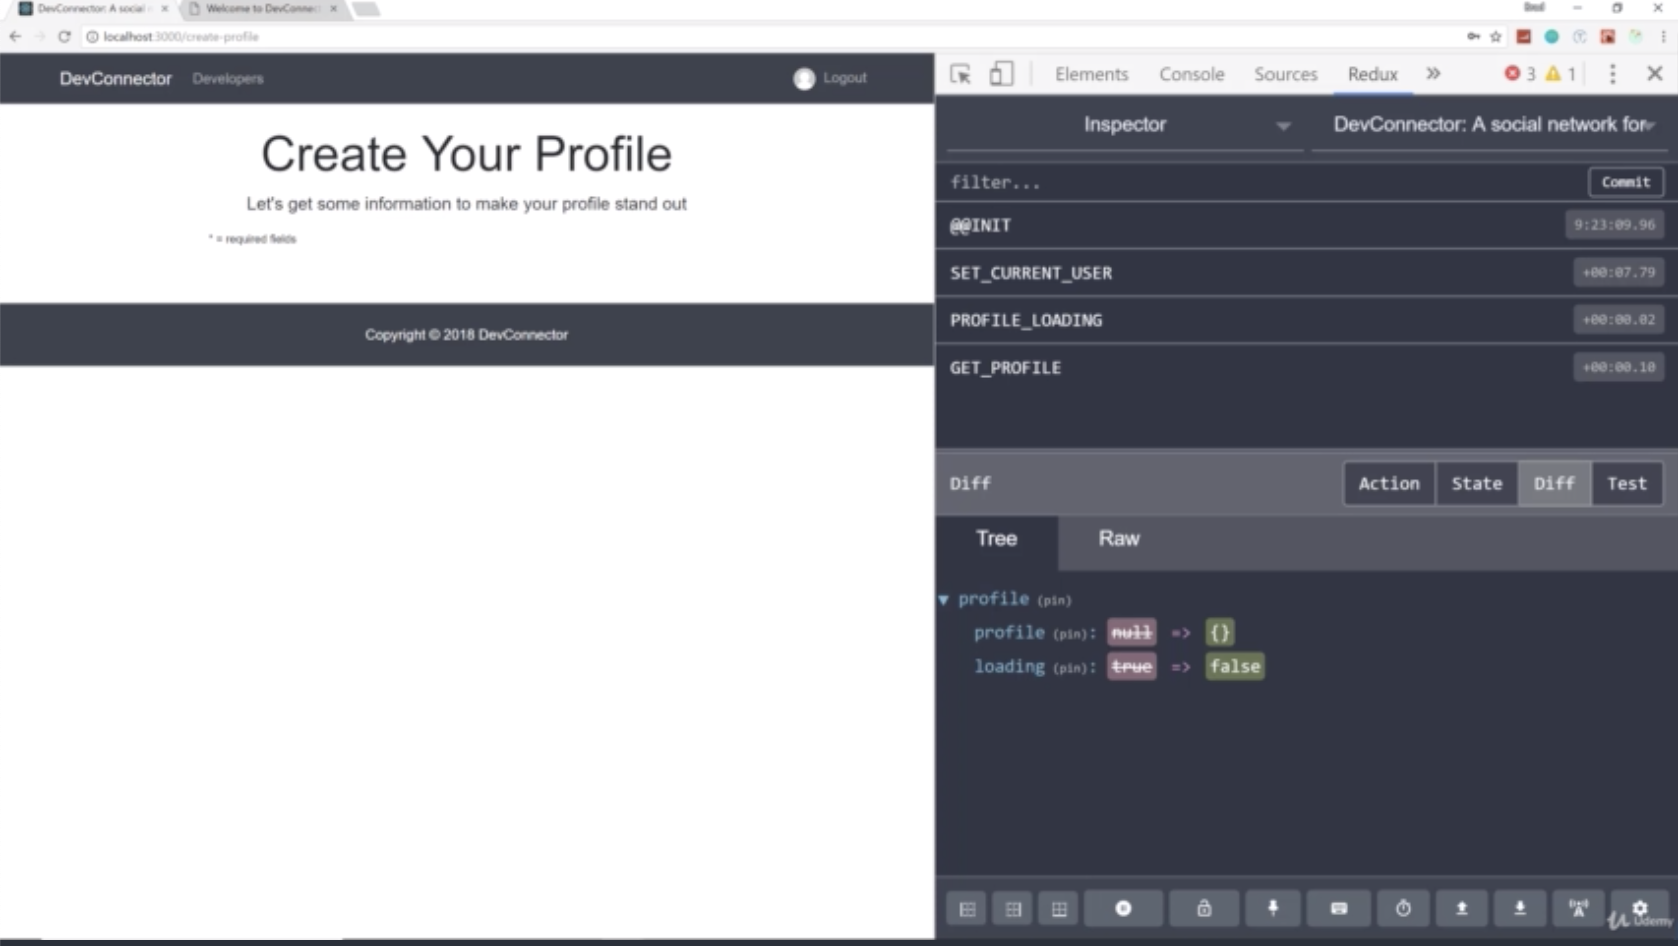 DevConnector: A social
Welcome to DevConnect
localhost:3000/create-profile
DevConnector Developers Logout
Create Your Profile
Let's get some information to make your profile stand out
* = required fields
Copyright © 2018 DevConnector
Elements Console Sources Redux » 3 1
Inspector DevConnector: A social network for
filter... Commit
@@INIT 9:23:09.96
SET_CURRENT_USER +00:07.79
PROFILE_LOADING +00:00.02
GET_PROFILE +00:00.10
Diff Action State Diff Test
Tree Raw
profile (pin)
profile (pin): null => {}
loading (pin): true => false
Udemy